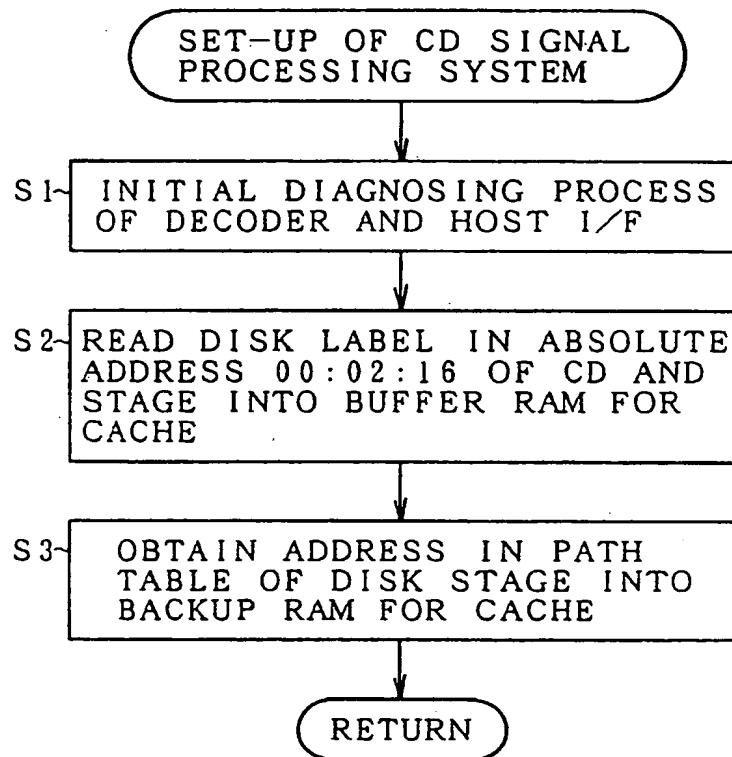 SET-UP OF CD SIGNAL
PROCESSING SYSTEM
S1~ INITIAL DIAGNOSING PROCESS
OF DECODER AND HOST I/F
S2~ READ DISK LABEL IN ABSOLUTE
ADDRESS 00:02:16 OF CD AND
STAGE INTO BUFFER RAM FOR
CACHE
S3~ OBTAIN ADDRESS IN PATH
TABLE OF DISK STAGE INTO
BACKUP RAM FOR CACHE
RETURN